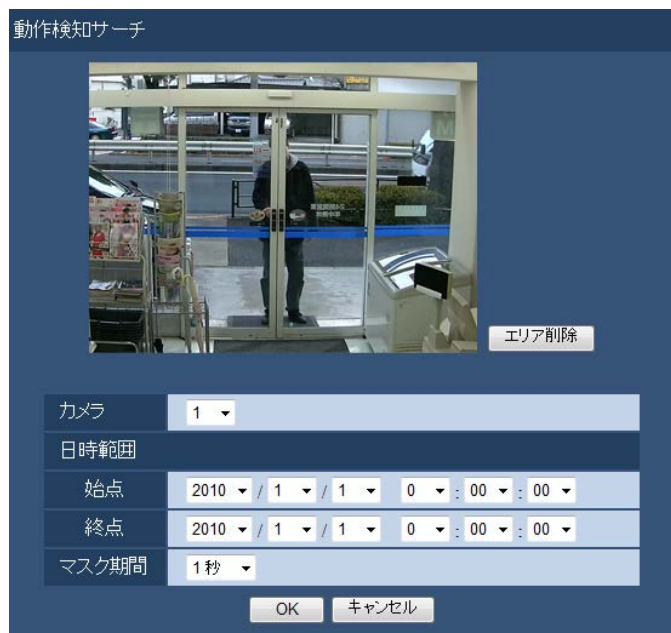 動作検知サーチ
エリア削除
カメラ 1
日時範囲
始点 2010 / 1 / 1 0 : 00 : 00
終点 2010 / 1 / 1 0 : 00 : 00
マスク期間 1秒
OK キャンセル